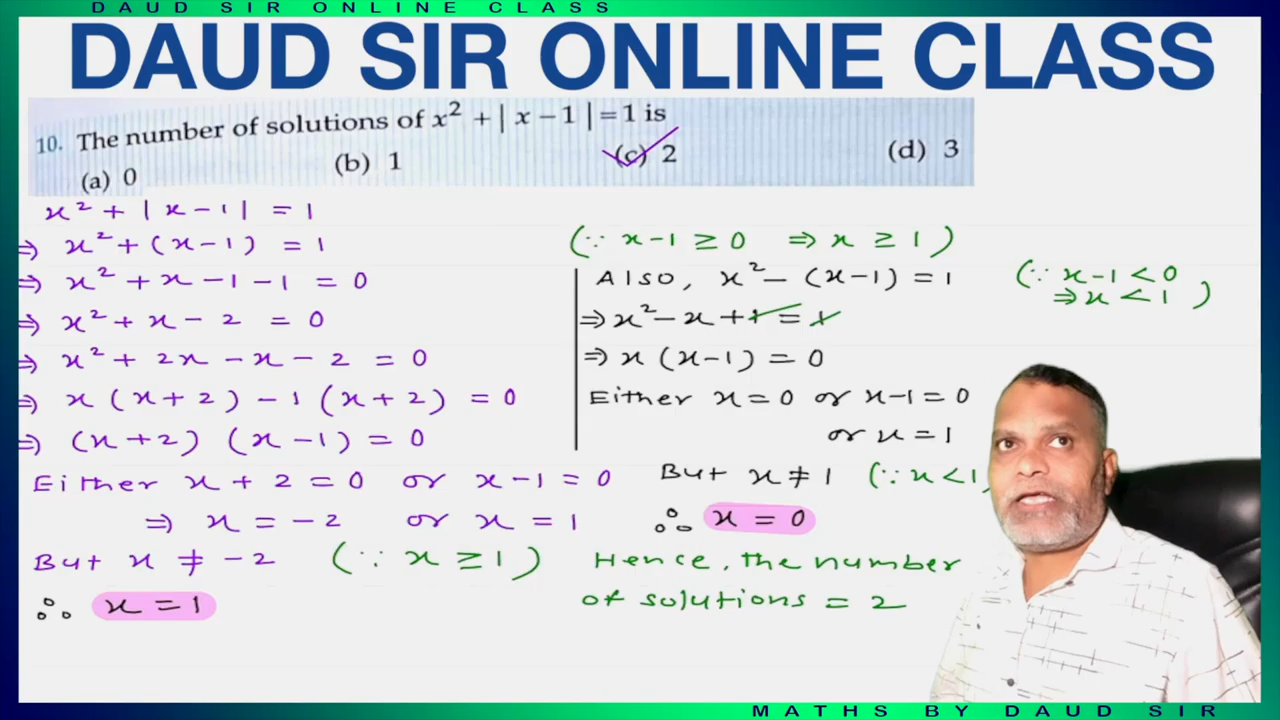 DAUD SIR ONLINE CLASS
DAUD SIR ONLINE CLASS
10. The number of solutions of x² + | x − 1 | = 1 is
(a) 0 (b) 1 (c) 2 (d) 3
x² + | x − 1 | = 1
⇒ x² + (x − 1) = 1 (∵ x − 1 ≥ 0 ⇒ x ≥ 1)
⇒ x² + x − 1 − 1 = 0
⇒ x² + x − 2 = 0
⇒ x² + 2x − x − 2 = 0
⇒ x (x + 2) − 1 (x + 2) = 0
⇒ (x + 2) (x − 1) = 0
Either x + 2 = 0 or x − 1 = 0
⇒ x = −2 or x = 1
But x ≠ −2 (∵ x ≥ 1)
∴ x = 1
Also, x² − (x − 1) = 1 (∵ x − 1 < 0
⇒ x < 1 )
⇒ x² − x + 1 = 1
⇒ x (x − 1) = 0
Either x = 0 or x − 1 = 0
or x = 1
But x ≠ 1 (∵ x < 1
∴ x = 0
Hence, the number
of solutions = 2
MATHS BY DAUD SIR